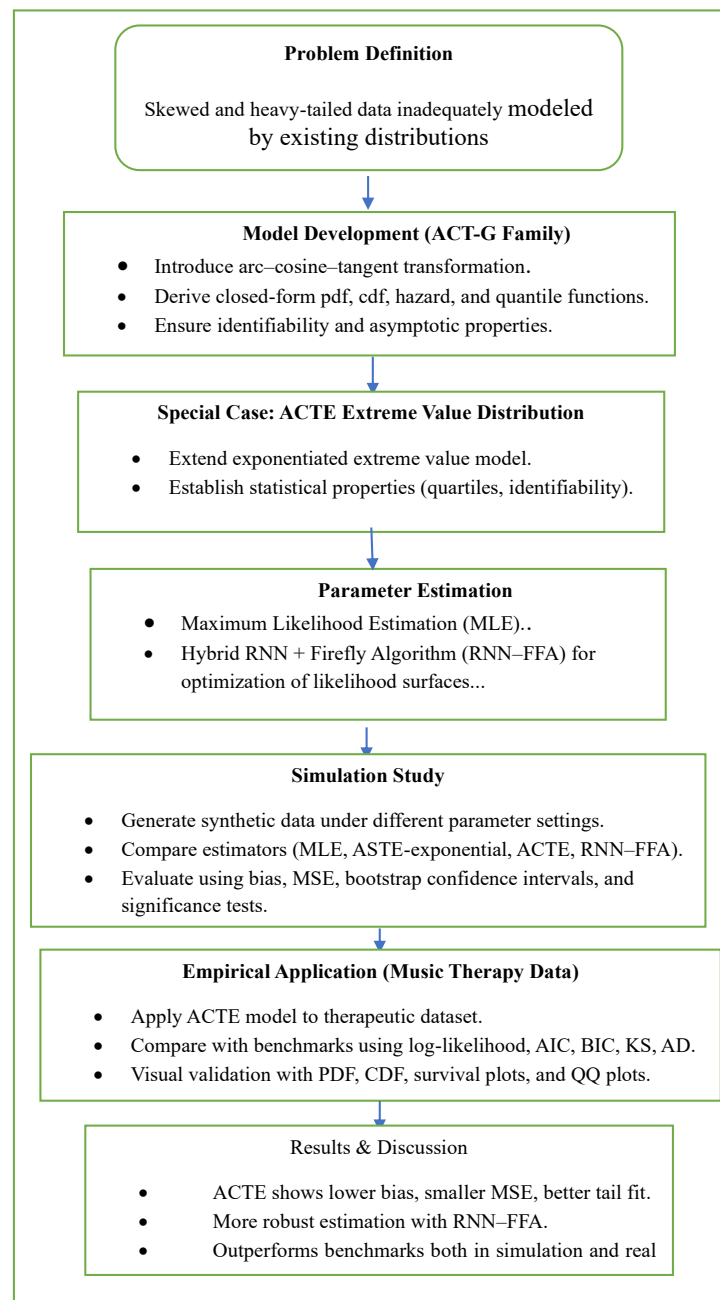 Problem Definition
Skewed and heavy-tailed data inadequately modeled
by existing distributions
Model Development (ACT-G Family)
• Introduce arc–cosine–tangent transformation.
• Derive closed-form pdf, cdf, hazard, and quantile functions.
• Ensure identifiability and asymptotic properties.
Special Case: ACTE Extreme Value Distribution
• Extend exponentiated extreme value model.
• Establish statistical properties (quartiles, identifiability).
Parameter Estimation
• Maximum Likelihood Estimation (MLE)..
• Hybrid RNN + Firefly Algorithm (RNN–FFA) for
optimization of likelihood surfaces...
Simulation Study
• Generate synthetic data under different parameter settings.
• Compare estimators (MLE, ASTE-exponential, ACTE, RNN–FFA).
• Evaluate using bias, MSE, bootstrap confidence intervals, and
significance tests.
Empirical Application (Music Therapy Data)
• Apply ACTE model to therapeutic dataset.
• Compare with benchmarks using log-likelihood, AIC, BIC, KS, AD.
• Visual validation with PDF, CDF, survival plots, and QQ plots.
Results & Discussion
• ACTE shows lower bias, smaller MSE, better tail fit.
• More robust estimation with RNN–FFA.
• Outperforms benchmarks both in simulation and real